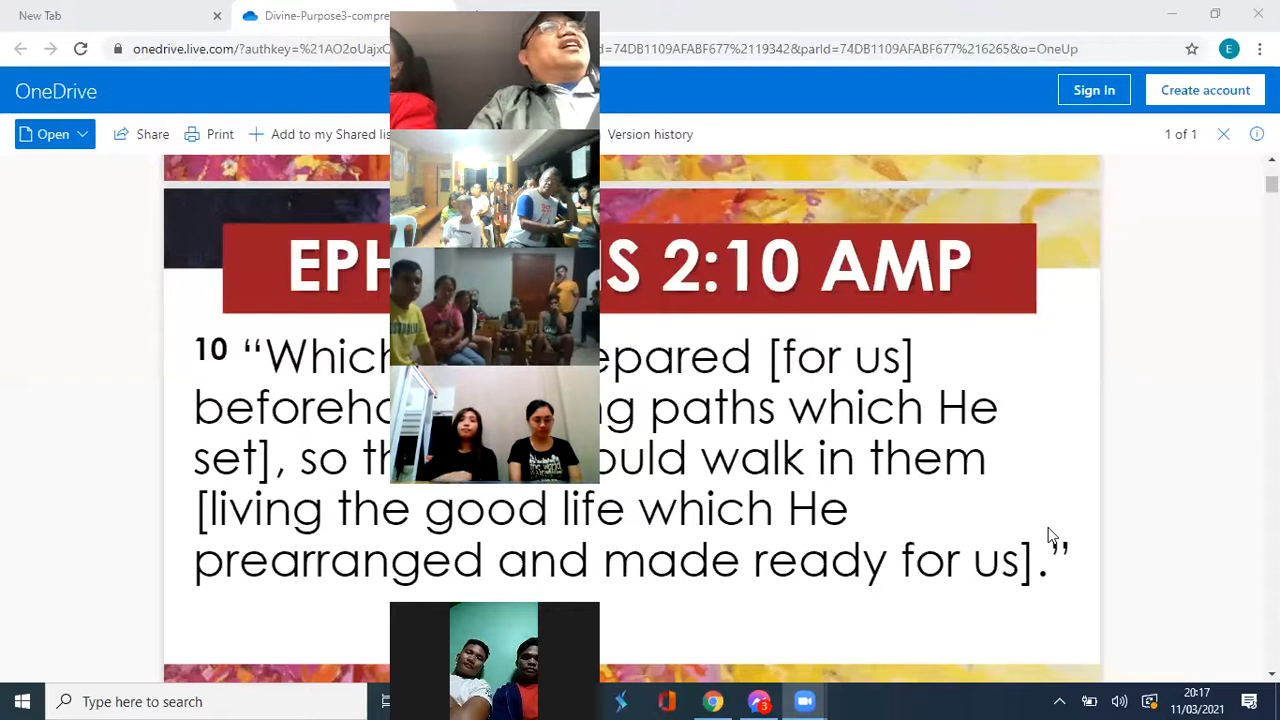 New Tab
Divine-Purpose3-compre
onedrive.live.com/?authkey=%21AO2oUajxQ
d=74DB1109AFABF677%2119342&parId=74DB1109AFABF677%216265&o=OneUp
E
OneDrive
Sign In
Create account
Open
Share
Print
Add to my Shared lis
Version history
1 of 1
EPH S 2:10 AMP
10 “Which epared [for us]
beforeha ng paths which He
set], so th ould walk in them
[living the good life which He
prearranged and made ready for us].”
Type here to search
3
20:17
11/03/2021